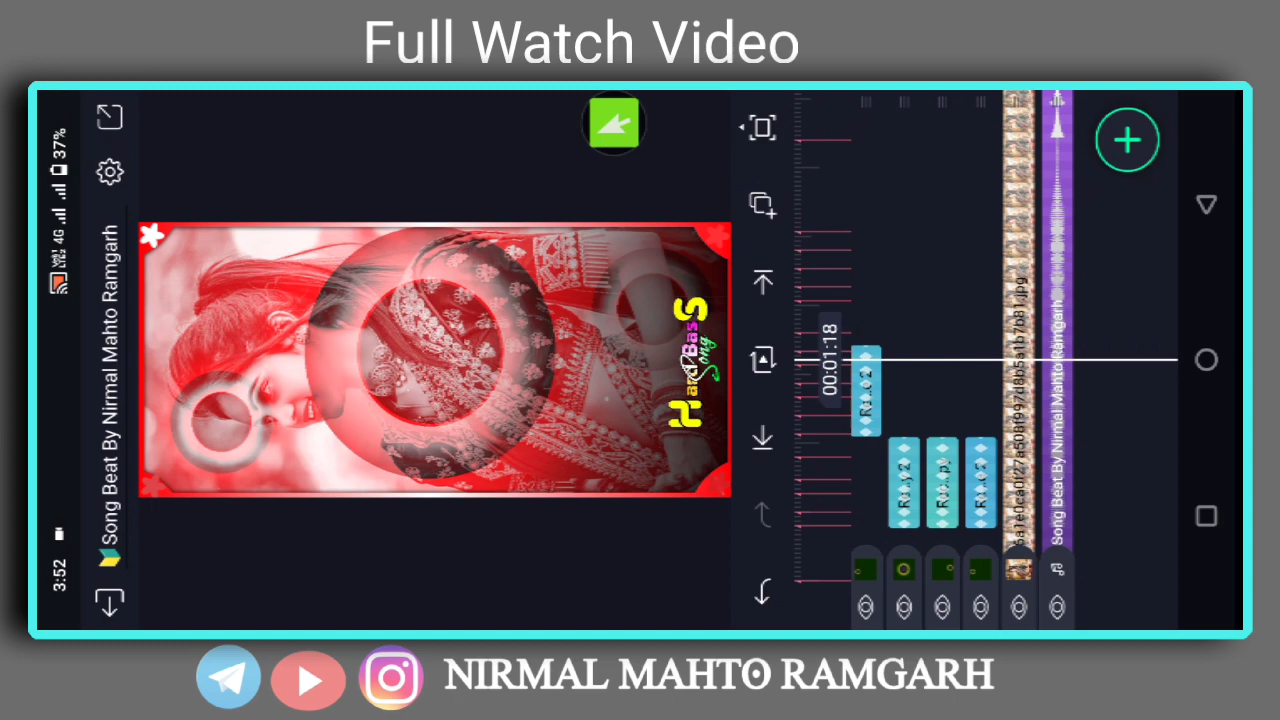 Full Watch Video
3:52
4G 37%
Song Beat By Nirmal Mahto Ramgarh
Hard Bass
Song
00:01:18
Song Beat By Nirmal Mahto Ramgarh
NIRMAL MAHTO RAMGARH